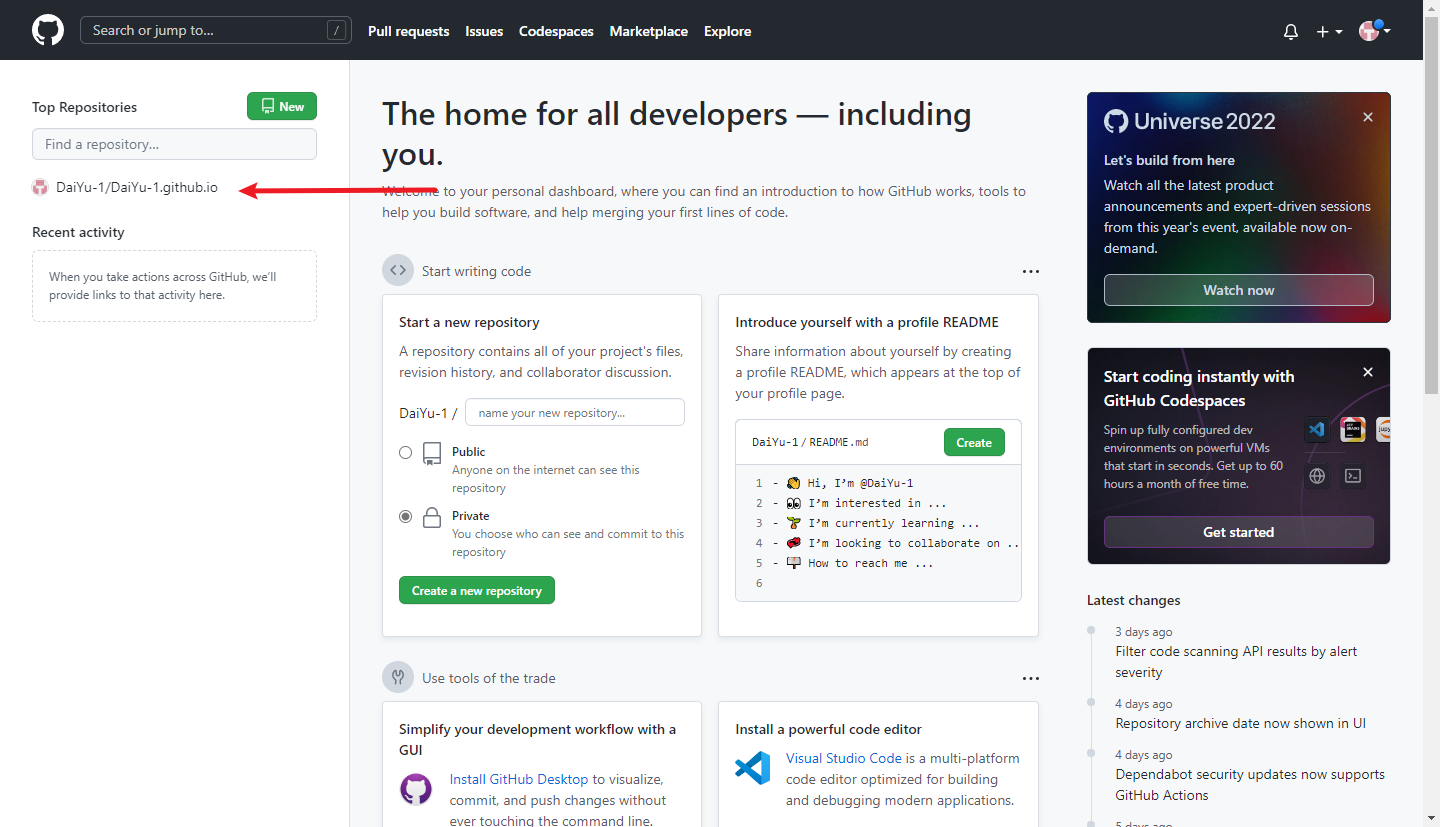 Search or jump to...
/
Pull requests
Issues
Codespaces
Marketplace
Explore
Top Repositories
New
Find a repository...
DaiYu-1/DaiYu-1.github.io
Recent activity
When you take actions across GitHub, we'll
provide links to that activity here.
The home for all developers — including
you.
Welcome to your personal dashboard, where you can find an introduction to how GitHub works, tools to
help you build software, and help merging your first lines of code.
Start writing code
Start a new repository
A repository contains all of your project's files,
revision history, and collaborator discussion.
DaiYu-1 /
name your new repository...
Public
Anyone on the internet can see this
repository
Private
You choose who can see and commit to this
repository
Create a new repository
Introduce yourself with a profile README
Share information about yourself by creating
a profile README, which appears at the top of
your profile page.
DaiYu-1 / README.md
Create
1 - 👋 Hi, I'm @DaiYu-1
2 - 👀 I'm interested in ...
3 - 🌱 I'm currently learning ...
4 - 💞️ I'm looking to collaborate on ..
5 - 📫 How to reach me ...
6
Use tools of the trade
Simplify your development workflow with a
GUI
Install GitHub Desktop to visualize,
commit, and push changes without
ever touching the command line.
Install a powerful code editor
Visual Studio Code is a multi-platform
code editor optimized for building
and debugging modern applications.
Universe 2022
Let's build from here
Watch all the latest product
announcements and expert-driven sessions
from this year's event, available now on-
demand.
Watch now
Start coding instantly with
GitHub Codespaces
Spin up fully configured dev
environments on powerful VMs
that start in seconds. Get up to 60
hours a month of free time.
Get started
Latest changes
3 days ago
Filter code scanning API results by alert
severity
4 days ago
Repository archive date now shown in UI
4 days ago
Dependabot security updates now supports
GitHub Actions
5 days ago